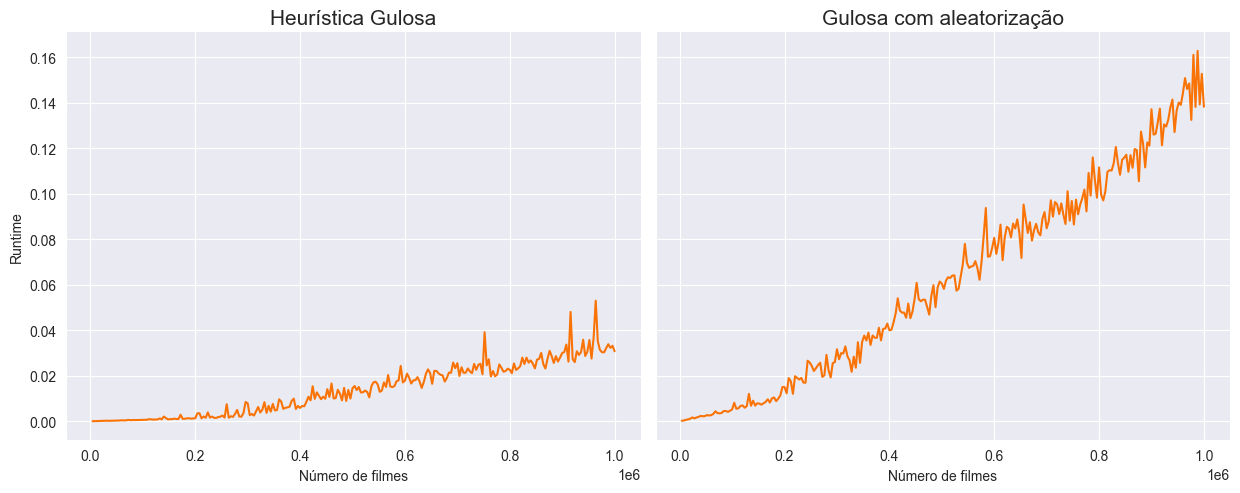 Heurística Gulosa
Gulosa com aleatorização
Runtime
0.16
0.14
0.12
0.10
0.08
0.06
0.04
0.02
0.00
0.0 0.2 0.4 0.6 0.8 1.0
1e6
Número de filmes
0.0 0.2 0.4 0.6 0.8 1.0
1e6
Número de filmes